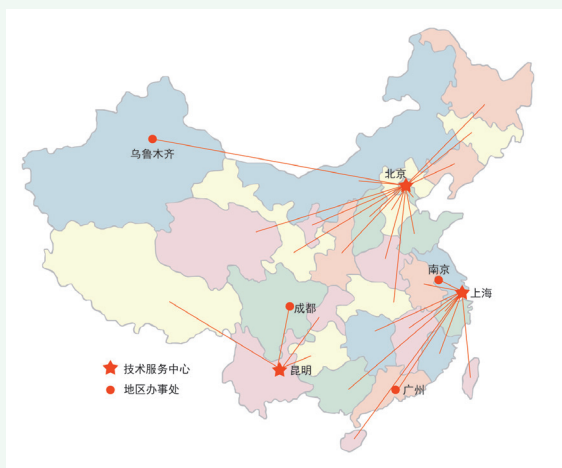 乌鲁木齐
北京
南京
上海
成都
昆明
广州
技术服务中心
地区办事处